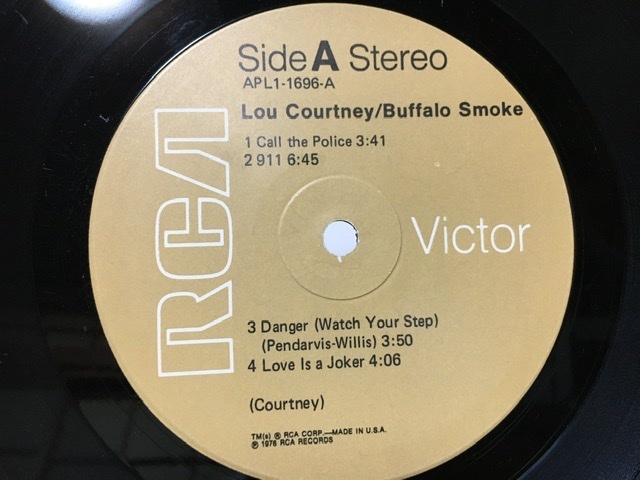 Side A Stereo
APL1-1696-A
Lou Courtney/Buffalo Smoke
1 Call the Police 3:41
2 911 6:45
RCA
Victor
3 Danger (Watch Your Step)
(Pendarvis-Willis) 3:50
4 Love Is a Joker 4:06
(Courtney)
TM(s) ® RCA CORP.—MADE IN U.S.A.
℗ 1976 RCA RECORDS